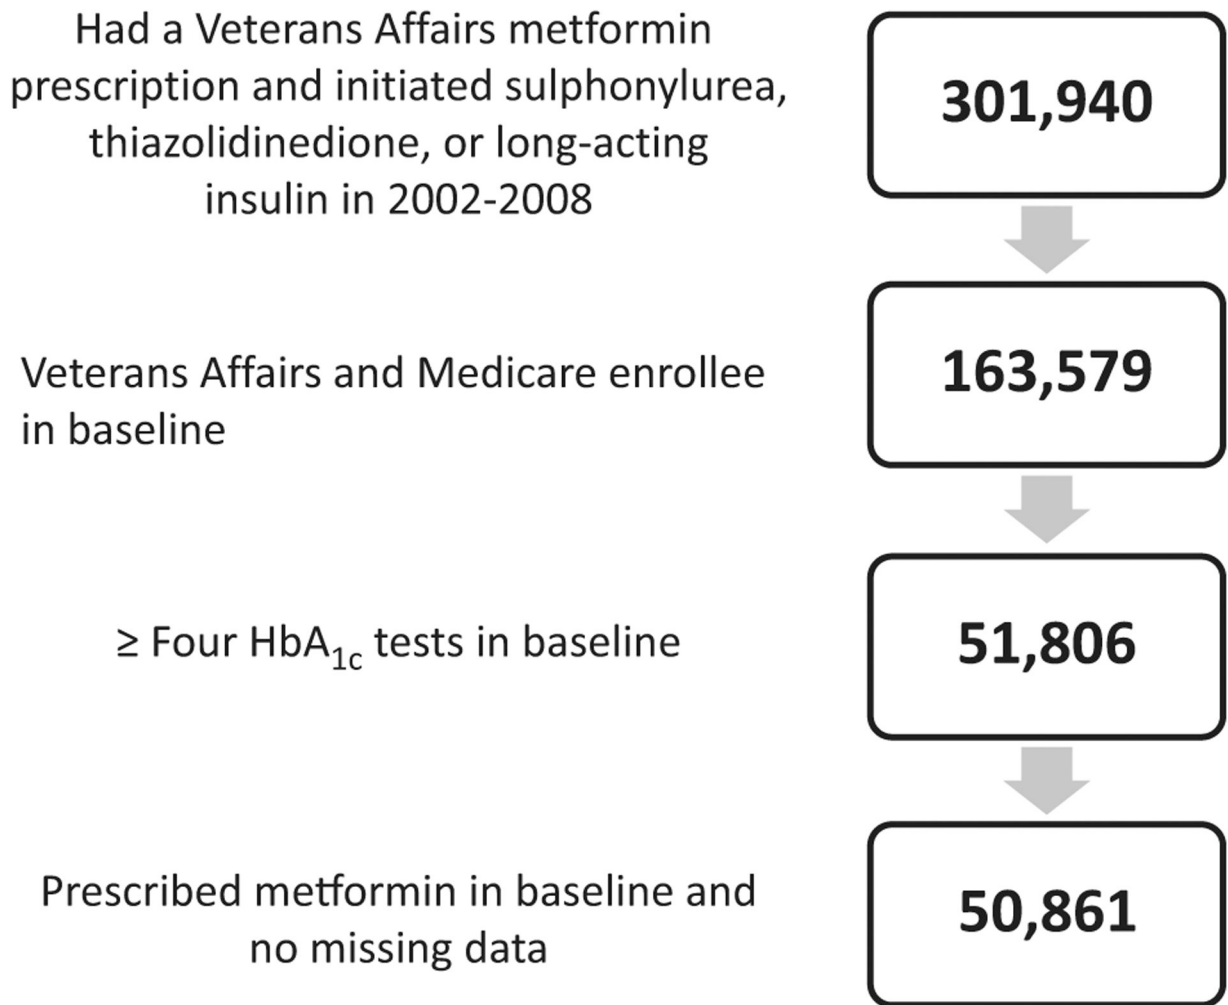 Had a Veterans Affairs metformin
prescription and initiated sulphonylurea,
thiazolidinedione, or long-acting
insulin in 2002-2008
301,940
Veterans Affairs and Medicare enrollee
in baseline
163,579
≥ Four HbA1c tests in baseline
51,806
Prescribed metformin in baseline and
no missing data
50,861